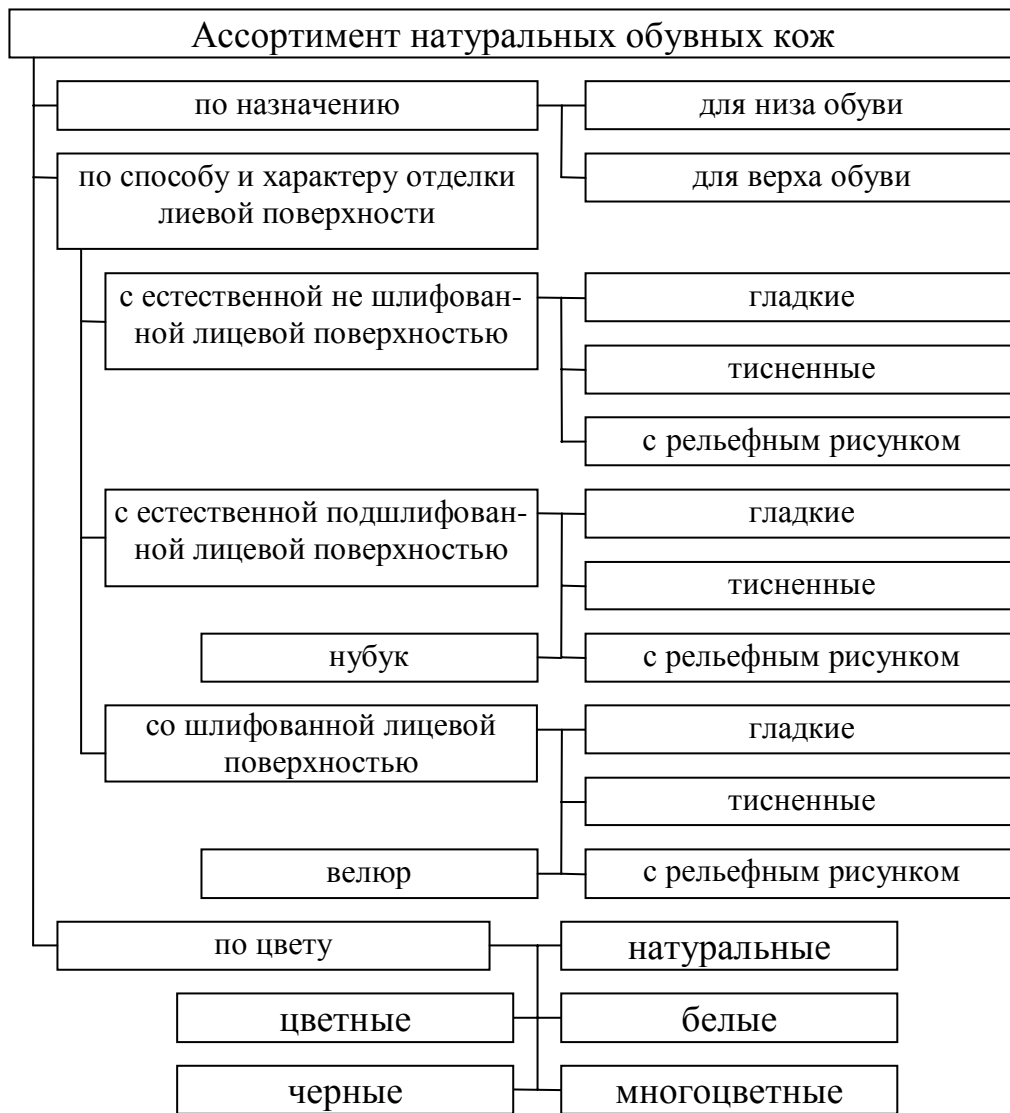 Ассортимент натуральных обувных кож
по назначению
для низа обуви
для верха обуви
по способу и характеру отделки
лиевой поверхности
с естественной не шлифован-
ной лицевой поверхностью
гладкие
тисненные
с рельефным рисунком
с естественной подшлифован-
ной лицевой поверхностью
гладкие
тисненные
нубук
с рельефным рисунком
со шлифованной лицевой
поверхностью
гладкие
тисненные
велюр
с рельефным рисунком
по цвету
натуральные
цветные
белые
черные
многоцветные